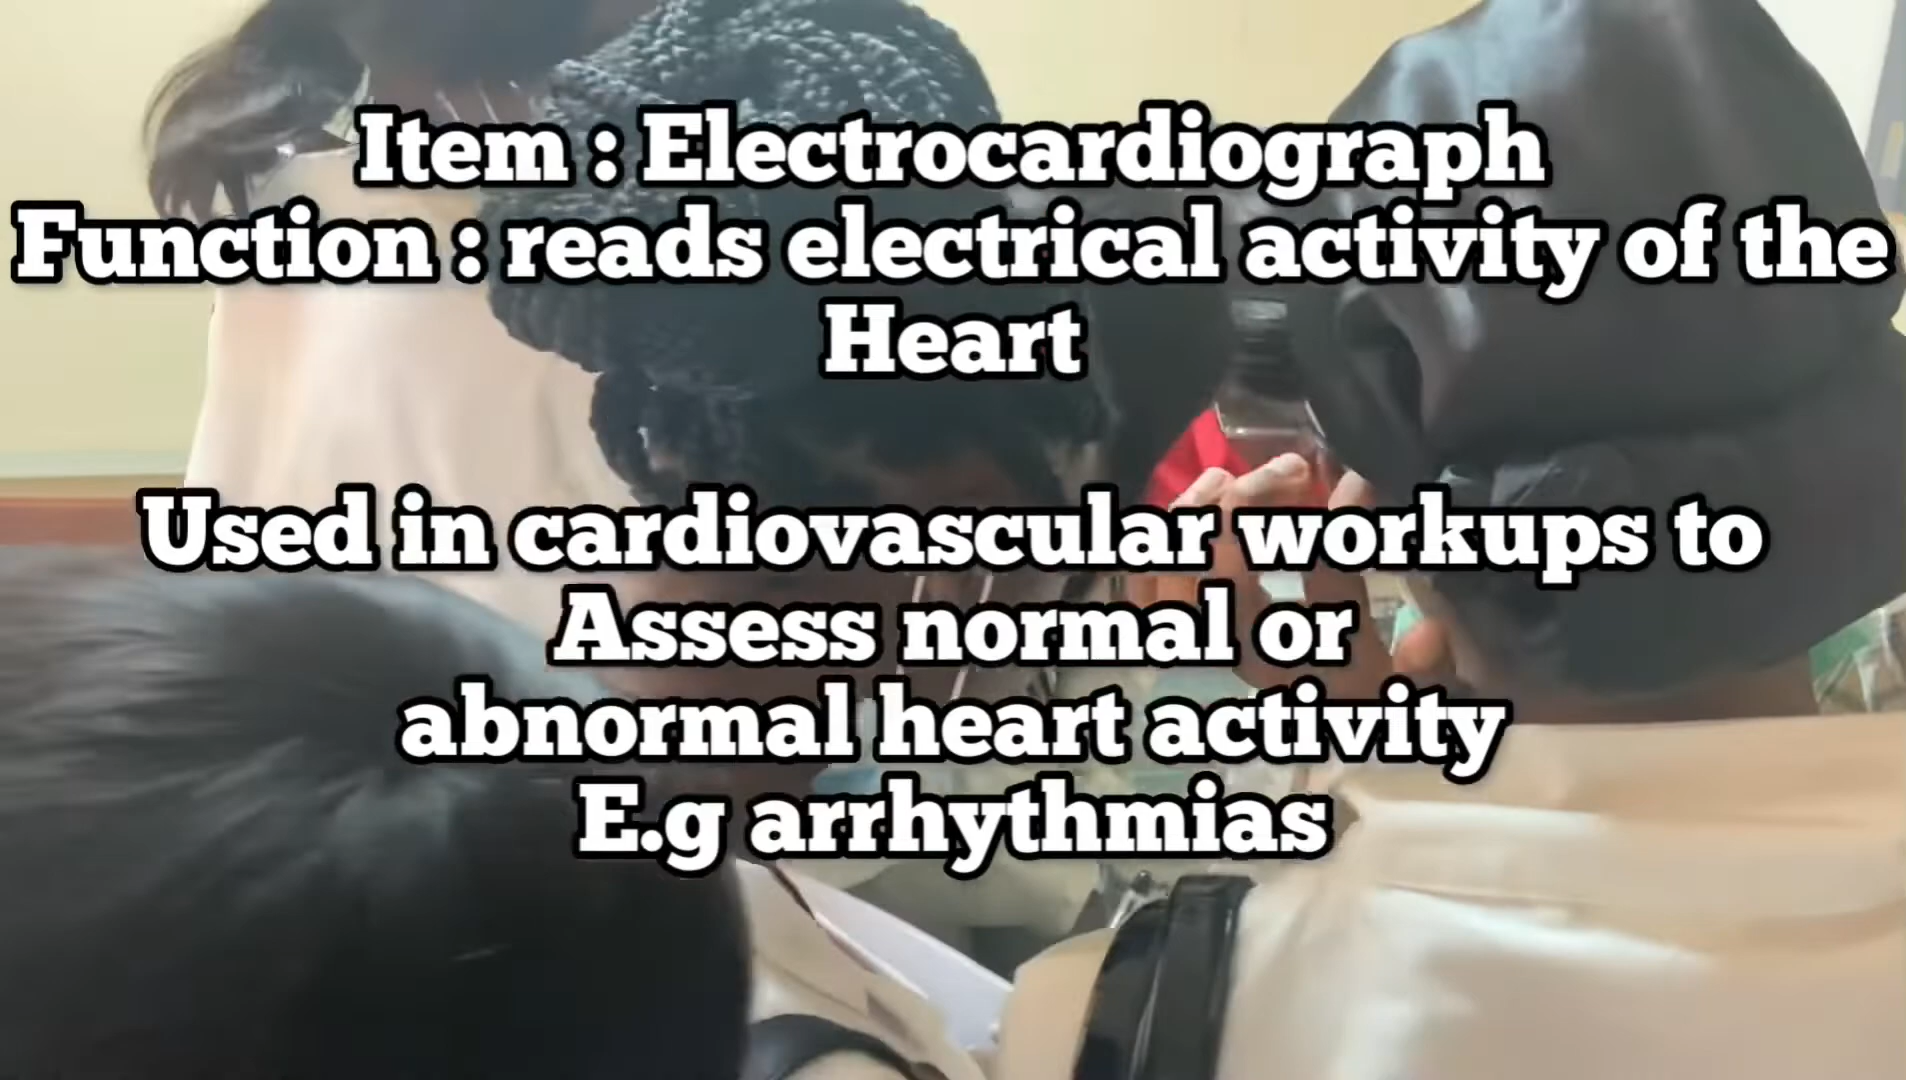 Item : Electrocardiograph
Function : reads electrical activity of the
Heart
Used in cardiovascular workups to
Assess normal or
abnormal heart activity
E.g arrhythmias